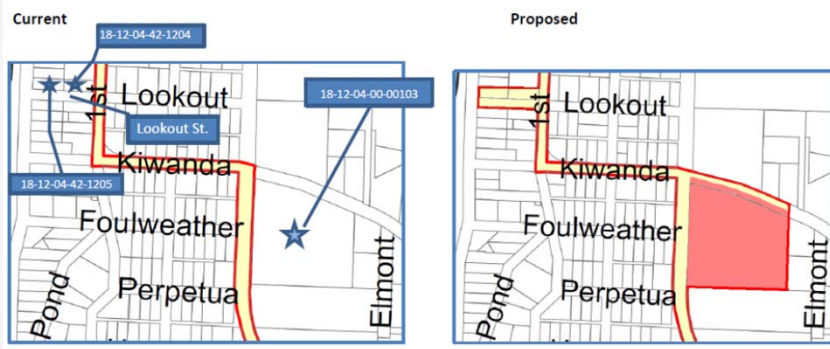 Current
Proposed
18-12-04-42-1204
18-12-04-00-00103
Lookout
1st
Lookout St.
Kiwanda
18-12-04-42-1205
Foulweather
Perpetua
Pond
Elmont
Lookout
1st
Kiwanda
Foulweather
Perpetua
Pond
Elmont